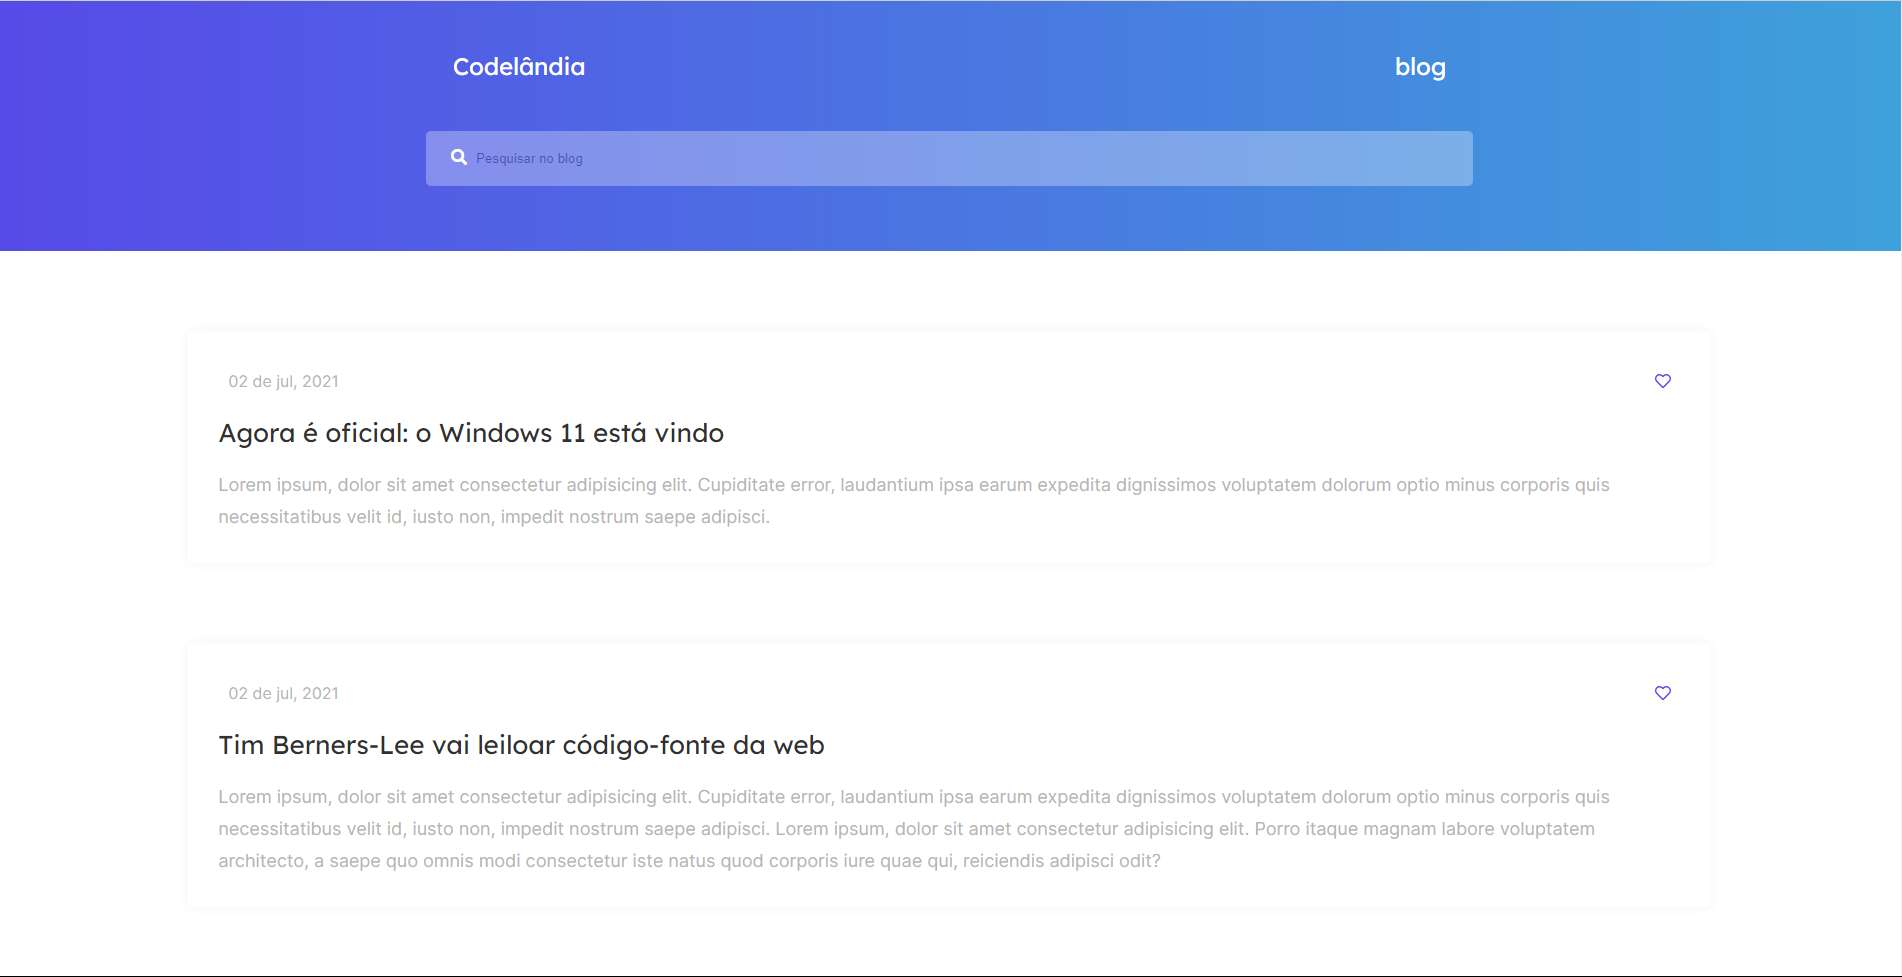 Codelândia
blog
Pesquisar no blog
02 de jul, 2021
Agora é oficial: o Windows 11 está vindo
Lorem ipsum, dolor sit amet consectetur adipisicing elit. Cupiditate error, laudantium ipsa earum expedita dignissimos voluptatem dolorum optio minus corporis quis
necessitatibus velit id, iusto non, impedit nostrum saepe adipisci.
02 de jul, 2021
Tim Berners-Lee vai leiloar código-fonte da web
Lorem ipsum, dolor sit amet consectetur adipisicing elit. Cupiditate error, laudantium ipsa earum expedita dignissimos voluptatem dolorum optio minus corporis quis
necessitatibus velit id, iusto non, impedit nostrum saepe adipisci. Lorem ipsum, dolor sit amet consectetur adipisicing elit. Porro itaque magnam labore voluptatem
architecto, a saepe quo omnis modi consectetur iste natus quod corporis iure quae qui, reiciendis adipisci odit?